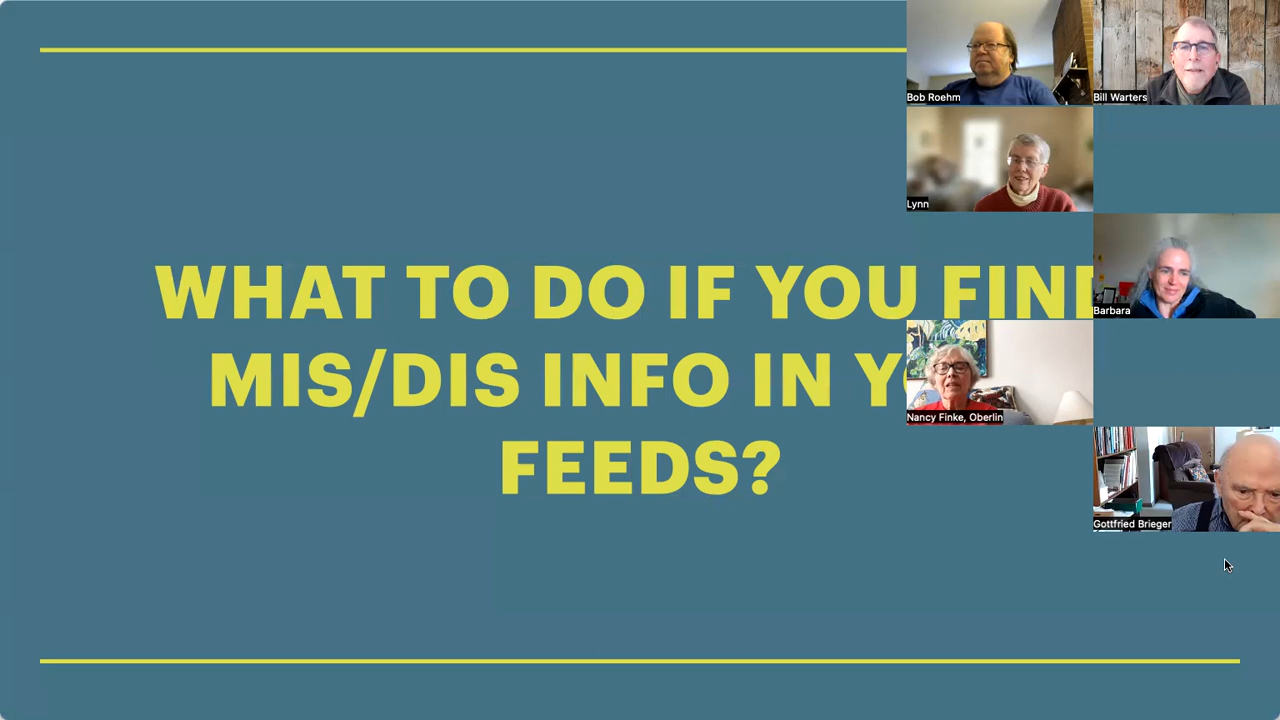 WHAT TO DO IF YOU FIND
MIS/DIS INFO IN Y
FEEDS?
Bob Roehm
Bill Warters
Lynn
Barbara
Nancy Finke, Oberlin
Gottfried Brieger